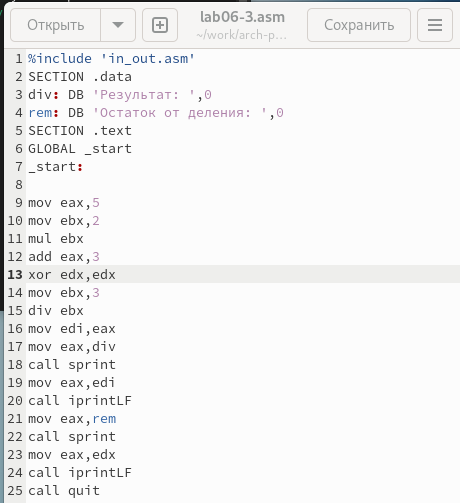 Открыть
lab06-3.asm
~/work/arch-p...
Сохранить
1 %include 'in_out.asm'
2 SECTION .data
3 div: DB 'Результат: ',0
4 rem: DB 'Остаток от деления: ',0
5 SECTION .text
6 GLOBAL _start
7 _start:
8
9 mov eax,5
10 mov ebx,2
11 mul ebx
12 add eax,3
13 xor edx,edx
14 mov ebx,3
15 div ebx
16 mov edi,eax
17 mov eax,div
18 call sprint
19 mov eax,edi
20 call iprintLF
21 mov eax,rem
22 call sprint
23 mov eax,edx
24 call iprintLF
25 call quit